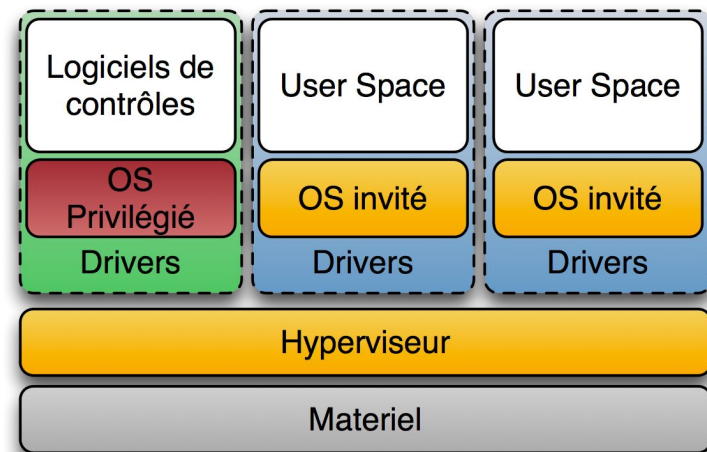 Logiciels de
contrôles
User Space
User Space
OS
Privilégié
OS invité
OS invité
Drivers
Drivers
Drivers
Hyperviseur
Materiel